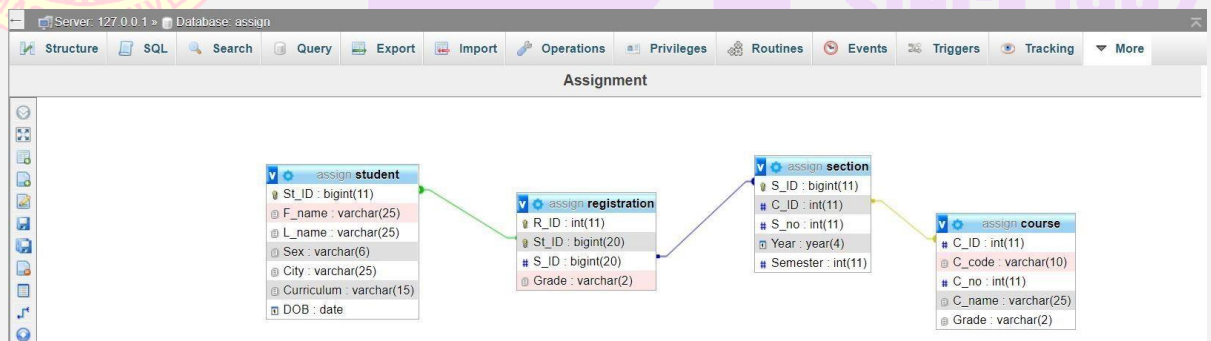 Server: 127.0.0.1 » Database: assign
Structure SQL Search Query Export Import Operations Privileges Routines Events Triggers Tracking More
Assignment
v assign student
St_ID : bigint(11)
F_name : varchar(25)
L_name : varchar(25)
Sex : varchar(6)
City : varchar(25)
Curriculum : varchar(15)
DOB : date
v assign registration
R_ID : int(11)
St_ID : bigint(20)
# S_ID : bigint(20)
Grade : varchar(2)
v assign section
S_ID : bigint(11)
# C_ID : int(11)
# S_no : int(11)
Year : year(4)
# Semester : int(11)
v assign course
# C_ID : int(11)
C_code : varchar(10)
# C_no : int(11)
C_name : varchar(25)
Grade : varchar(2)